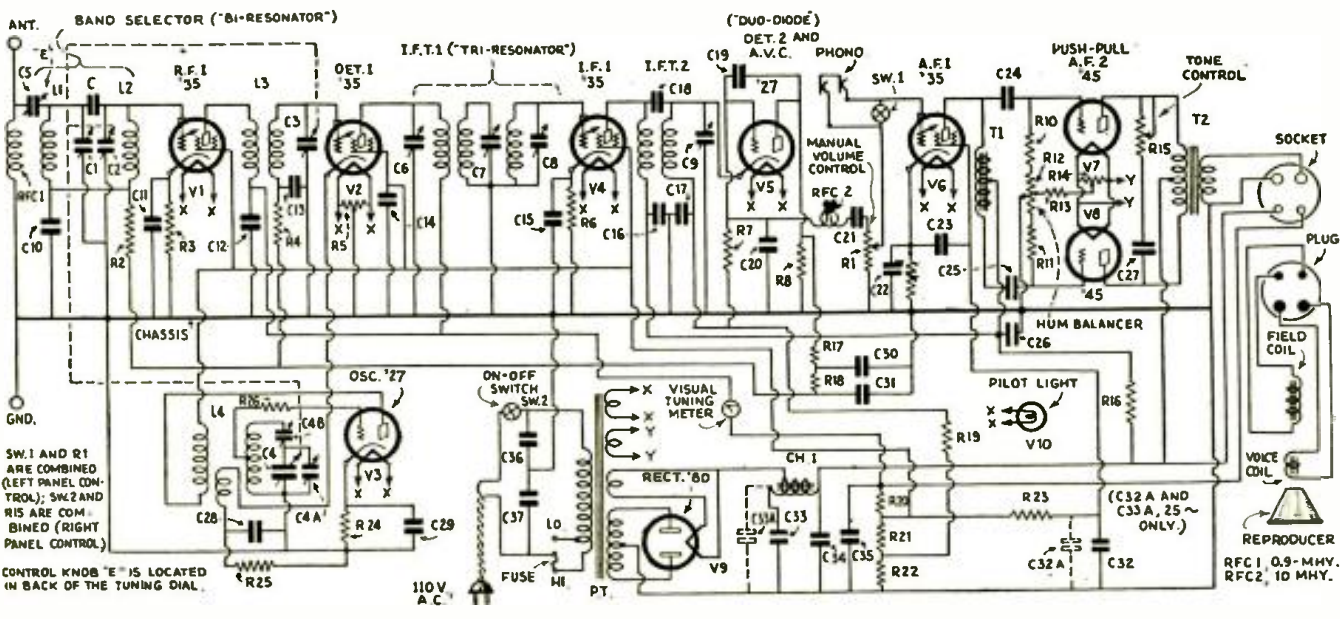 BAND SELECTOR ("BI-RESONATOR")
ANT.
"E"
C5
L1
C
L2
R.F.1
'35
L3
DET.1
'35
I.F.T.1 ("TRI-RESONATOR")
I.F.1
'35
I.F.T.2
C18
C19
("DUO-DIODE")
DET. 2 AND
A.V.C.
'27
PHONO
SW.1
A.F.1
'35
C24
PUSH-PULL
A.F.2
'45
TONE
CONTROL
T2
SOCKET
RFC1
C1
C2
C11
V1
X X
C3
V2
X X
C6
C7
C8
V4
X X
C9
V5
X X
MANUAL
VOLUME
CONTROL
RFC 2
V6
X X
T1
R10
R12
R14
R13
V7
Y
Y
V8
R15
PLUG
C10
R2
R3
C12
C13
R4
R5
C14
C15
R6
C17
C16
R7
C20
R8
C21
R1
C22
C23
C25
R11
'45
C27
CHASSIS
HUM BALANCER
C26
FIELD
COIL
GND.
OSC. '27
ON-OFF
SWITCH
SW.2
R17
R18
C30
C31
VISUAL
TUNING
METER
X
X
Y
Y
PILOT LIGHT
X
X
V10
R16
L4
R26
C4B
C4
C4A
V3
X X
C36
C37
R19
SW.1 AND R1
ARE COMBINED
(LEFT PANEL CON-
TROL); SW.2 AND
R15 ARE COM-
BINED (RIGHT
PANEL CONTROL)
C28
R24
C29
R25
LO
HI
FUSE
110 V.
A.C.
PT
RECT. '80
V9
CH 1
C33A
C33
C34
C35
R20
R21
R22
R23
C32A
C32
(C32A AND
C33A, 25~
ONLY.)
VOICE
COIL
REPRODUCER
RFC1, 0.9-MHY.
RFC2, 10 MHY.
CONTROL KNOB "E" IS LOCATED
IN BACK OF THE TUNING DIAL